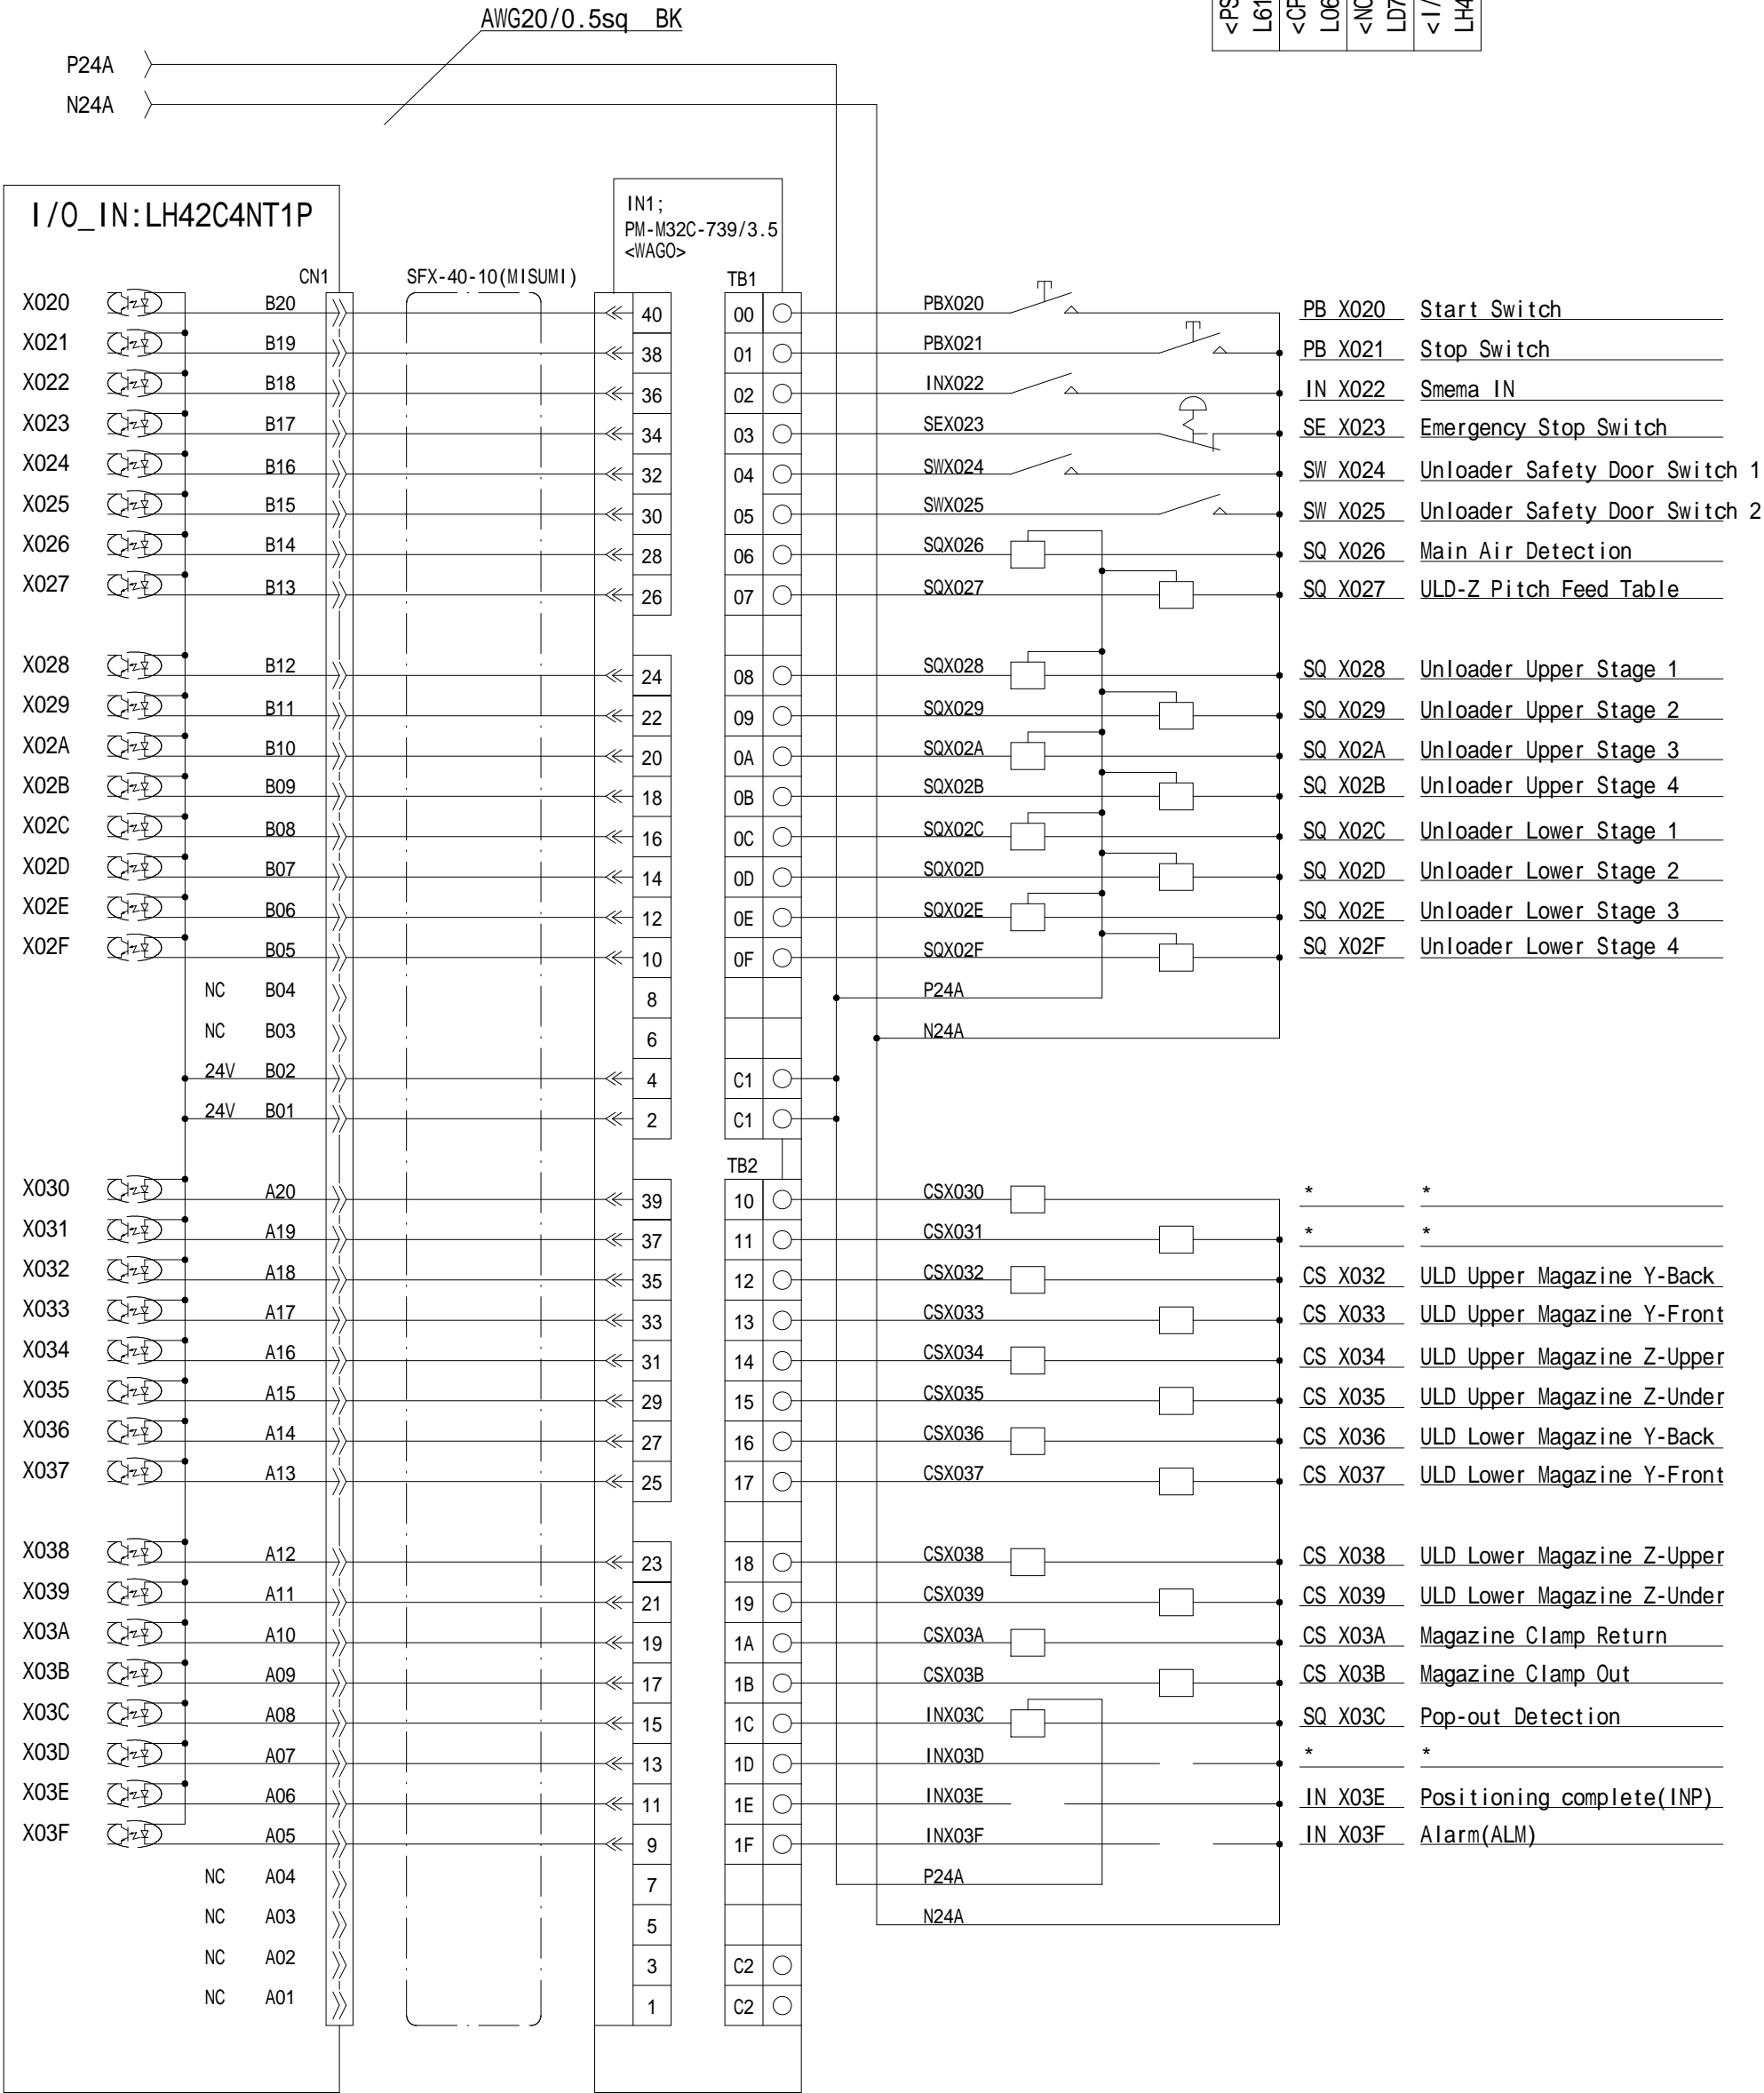 AWG20/0.5sq BK
<PS
L61
<CP
L06
<NC
LD7
<I/
LH4
P24A
N24A
I/O_IN:LH42C4NT1P
IN1;
PM-M32C-739/3.5
<WAGO>
CN1 SFX-40-10(MISUMI) TB1
X020 B20 40 00 PBX020 PB X020 Start Switch
X021 B19 38 01 PBX021 PB X021 Stop Switch
X022 B18 36 02 INX022 IN X022 Smema IN
X023 B17 34 03 SEX023 SE X023 Emergency Stop Switch
X024 B16 32 04 SWX024 SW X024 Unloader Safety Door Switch 1
X025 B15 30 05 SWX025 SW X025 Unloader Safety Door Switch 2
X026 B14 28 06 SQX026 SQ X026 Main Air Detection
X027 B13 26 07 SQX027 SQ X027 ULD-Z Pitch Feed Table
X028 B12 24 08 SQX028 SQ X028 Unloader Upper Stage 1
X029 B11 22 09 SQX029 SQ X029 Unloader Upper Stage 2
X02A B10 20 0A SQX02A SQ X02A Unloader Upper Stage 3
X02B B09 18 0B SQX02B SQ X02B Unloader Upper Stage 4
X02C B08 16 0C SQX02C SQ X02C Unloader Lower Stage 1
X02D B07 14 0D SQX02D SQ X02D Unloader Lower Stage 2
X02E B06 12 0E SQX02E SQ X02E Unloader Lower Stage 3
X02F B05 10 0F SQX02F SQ X02F Unloader Lower Stage 4
NC B04 8 P24A
NC B03 6 N24A
24V B02 4 C1
24V B01 2 C1
TB2
X030 A20 39 10 CSX030 * *
X031 A19 37 11 CSX031 * *
X032 A18 35 12 CSX032 CS X032 ULD Upper Magazine Y-Back
X033 A17 33 13 CSX033 CS X033 ULD Upper Magazine Y-Front
X034 A16 31 14 CSX034 CS X034 ULD Upper Magazine Z-Upper
X035 A15 29 15 CSX035 CS X035 ULD Upper Magazine Z-Under
X036 A14 27 16 CSX036 CS X036 ULD Lower Magazine Y-Back
X037 A13 25 17 CSX037 CS X037 ULD Lower Magazine Y-Front
X038 A12 23 18 CSX038 CS X038 ULD Lower Magazine Z-Upper
X039 A11 21 19 CSX039 CS X039 ULD Lower Magazine Z-Under
X03A A10 19 1A CSX03A CS X03A Magazine Clamp Return
X03B A09 17 1B CSX03B CS X03B Magazine Clamp Out
X03C A08 15 1C INX03C SQ X03C Pop-out Detection
X03D A07 13 1D INX03D * *
X03E A06 11 1E INX03E IN X03E Positioning complete(INP)
X03F A05 9 1F INX03F IN X03F Alarm(ALM)
NC A04 7 P24A
NC A03 5 N24A
NC A02 3 C2
NC A01 1 C2